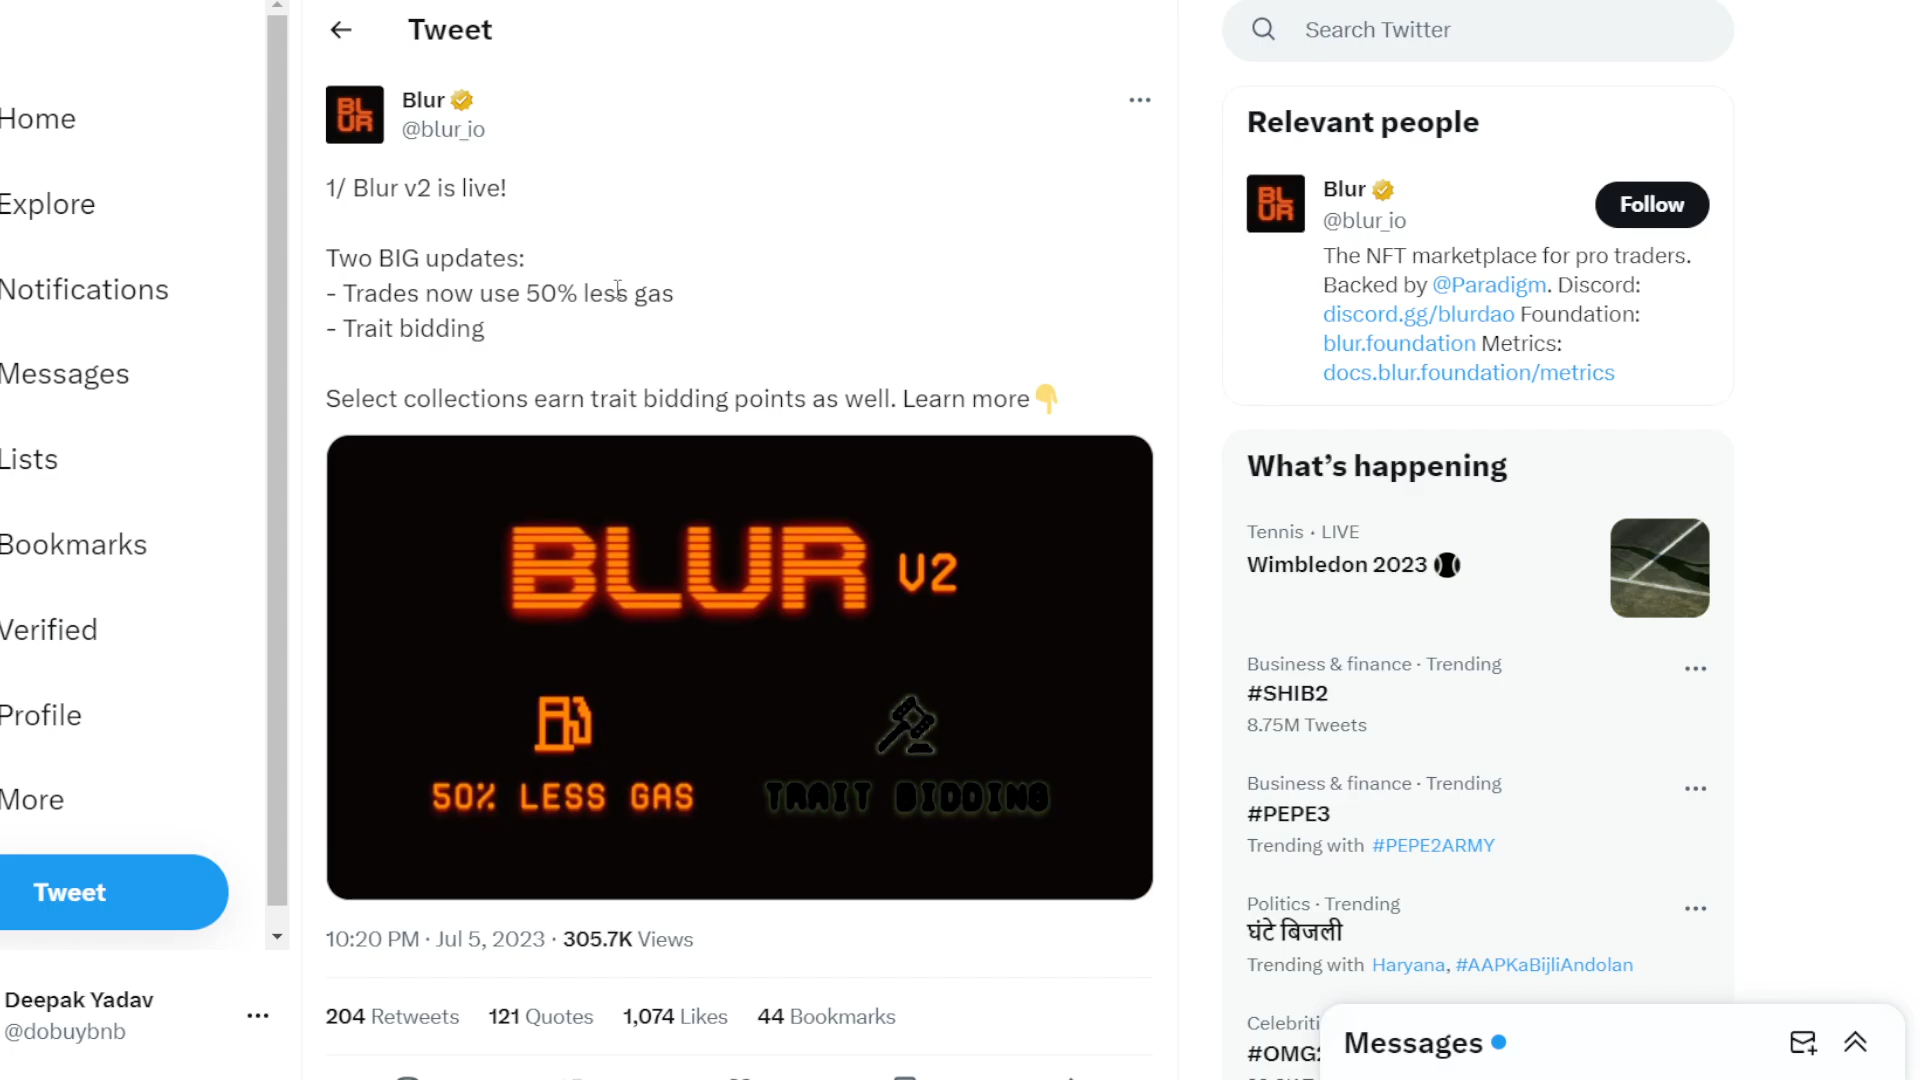 Home
Explore
Notifications
Messages
Lists
Bookmarks
Verified
Profile
More
Tweet
Deepak Yadav
@dobuybnb
Tweet
BL
UR
Blur
@blur_io
1/ Blur v2 is live!
Two BIG updates:
- Trades now use 50% less gas
- Trait bidding
Select collections earn trait bidding points as well. Learn more
BLUR V2
50% LESS GAS
TRAIT BIDDING
10:20 PM · Jul 5, 2023 · 305.7K Views
204 Retweets 121 Quotes 1,074 Likes 44 Bookmarks
Search Twitter
Relevant people
BL
UR
Blur
@blur_io
Follow
The NFT marketplace for pro traders.
Backed by @Paradigm. Discord:
discord.gg/blurdao Foundation:
blur.foundation Metrics:
docs.blur.foundation/metrics
What’s happening
Tennis · LIVE
Wimbledon 2023
Business & finance · Trending
#SHIB2
8.75M Tweets
Business & finance · Trending
#PEPE3
Trending with #PEPE2ARMY
Politics · Trending
घंटे बिजली
Trending with Haryana, #AAPKaBijliAndolan
Messages